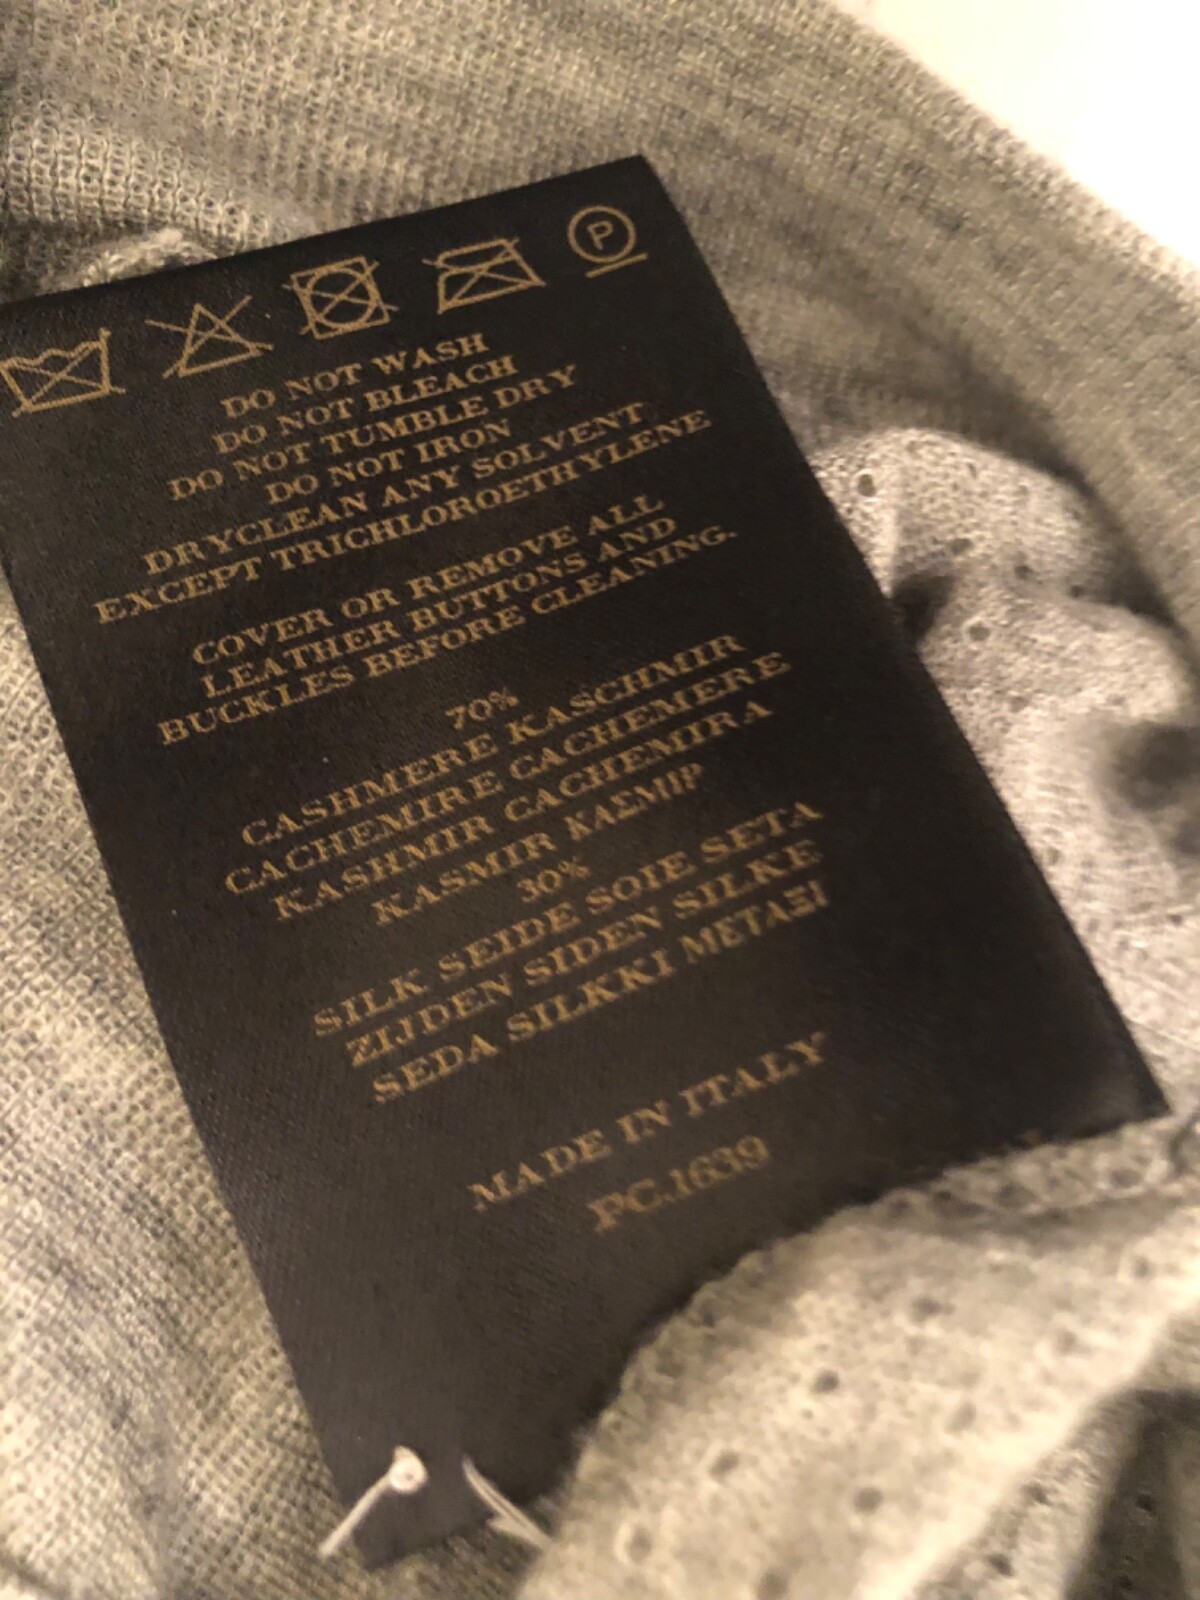 P
DO NOT WASH
DO NOT BLEACH
DO NOT TUMBLE DRY
DO NOT IRON
DRYCLEAN ANY SOLVENT
EXCEPT TRICHLOROETHYLENE
COVER OR REMOVE ALL
LEATHER BUTTONS AND
BUCKLES BEFORE CLEANING.
70%
CASHMERE KASCHMIR
CACHEMIRE CACHEMERE
KASHMIR CACHEMIRA
KASMIR ΚΑΣΜΙΡ
30%
SILK SEIDE SOIE SETA
ZIJDEN SIDEN SILKE
SEDA SILKKI ΜΕΤΑΞΙ
MADE IN ITALY
PC.1639